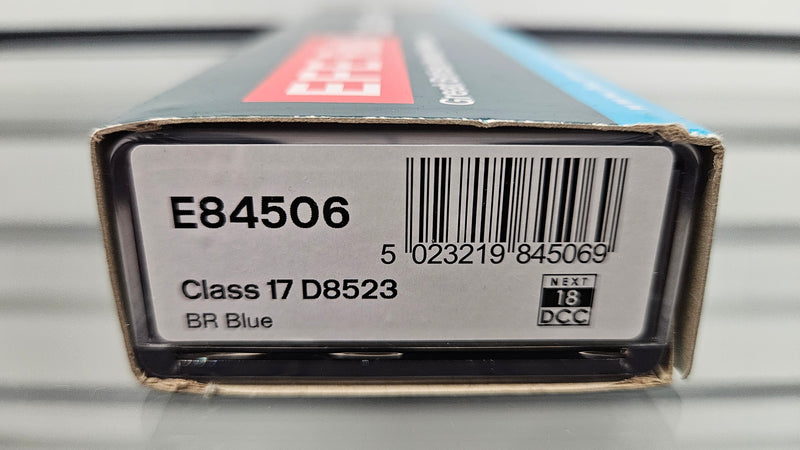 E84506
5 023219 845069
Class 17 D8523
BR Blue
NEXT
18
DCC